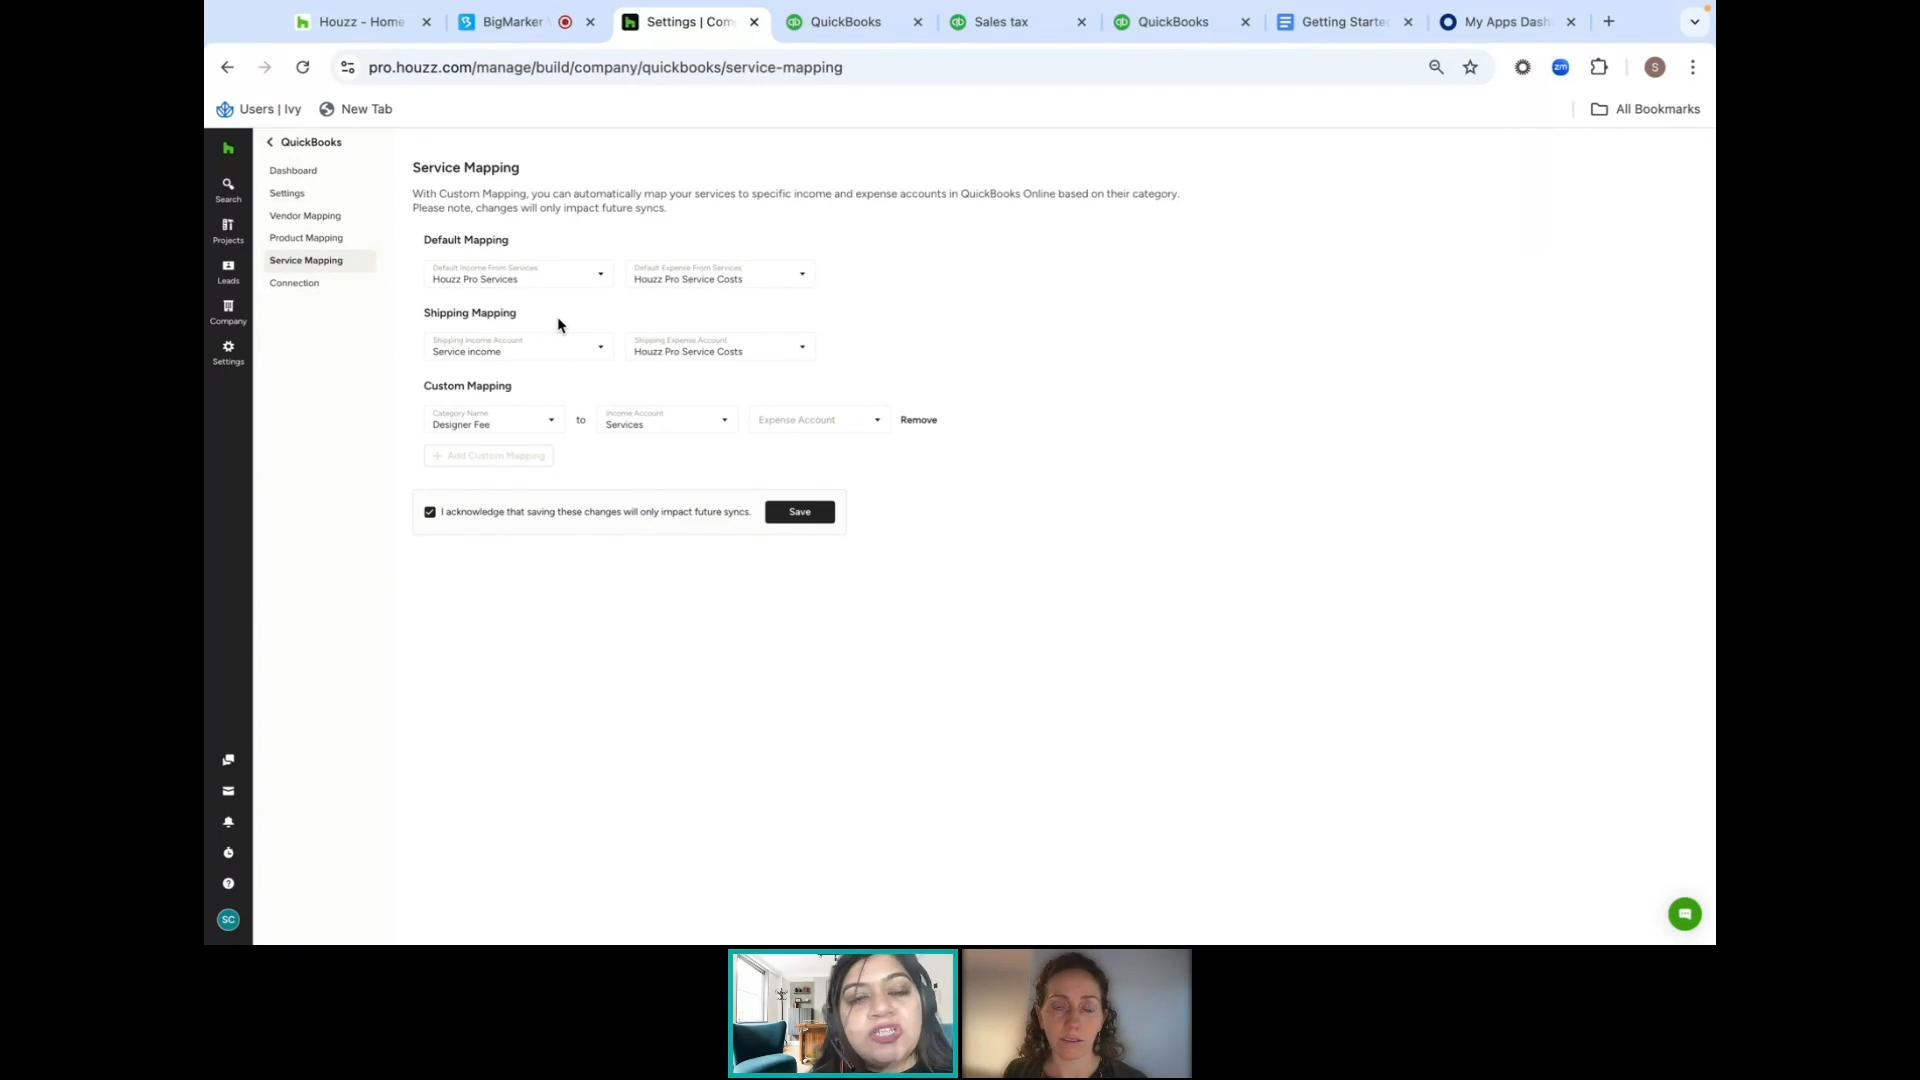 Houzz - Home
BigMarker
Settings | Com
QuickBooks
Sales tax
QuickBooks
Getting Starte
My Apps Dash
pro.houzz.com/manage/build/company/quickbooks/service-mapping
zm
S
Users | Ivy
New Tab
All Bookmarks
Search
Projects
Leads
Company
Settings
SC
QuickBooks
Dashboard
Settings
Vendor Mapping
Product Mapping
Service Mapping
Connection
Service Mapping
With Custom Mapping, you can automatically map your services to specific income and expense accounts in QuickBooks Online based on their category.
Please note, changes will only impact future syncs.
Default Mapping
Default Income From Services
Houzz Pro Services
Default Expense From Services
Houzz Pro Service Costs
Shipping Mapping
Shipping Income Account
Service income
Shipping Expense Account
Houzz Pro Service Costs
Custom Mapping
Category Name
Designer Fee
to
Income Account
Services
Expense Account
Remove
+ Add Custom Mapping
I acknowledge that saving these changes will only impact future syncs.
Save